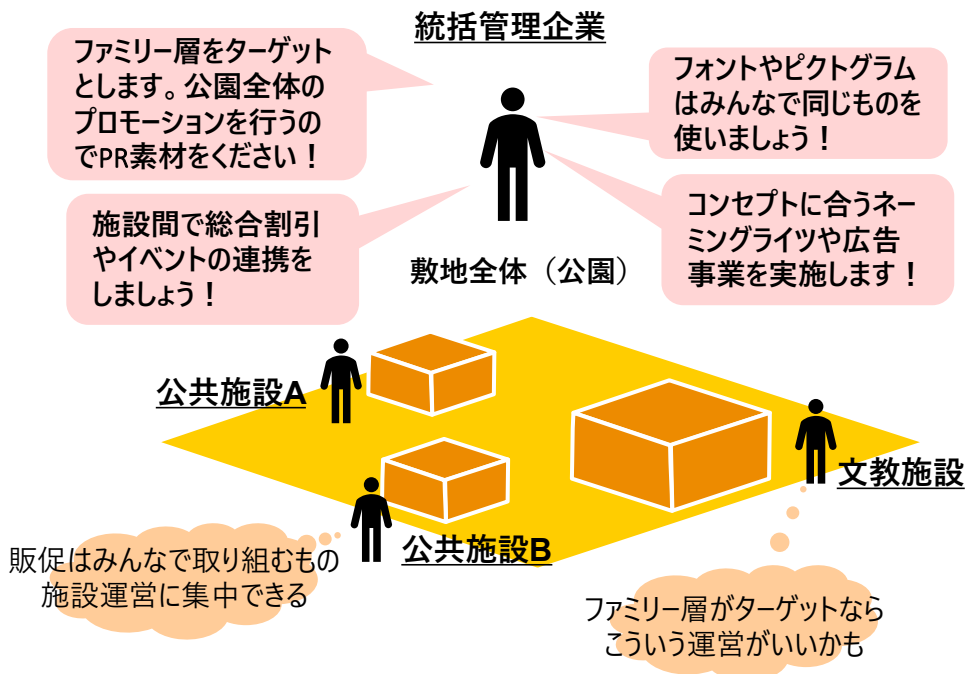 統括管理企業
ファミリー層をターゲット
とします。公園全体の
プロモーションを行うの
でPR素材をください！
フォントやピクトグラム
はみんなで同じものを
使いましょう！
施設間で総合割引
やイベントの連携を
しましょう！
コンセプトに合うネー
ミングライツや広告
事業を実施します！
敷地全体（公園）
公共施設A
文教施設
公共施設B
販促はみんなで取り組むもの
施設運営に集中できる
ファミリー層がターゲットなら
こういう運営がいいかも